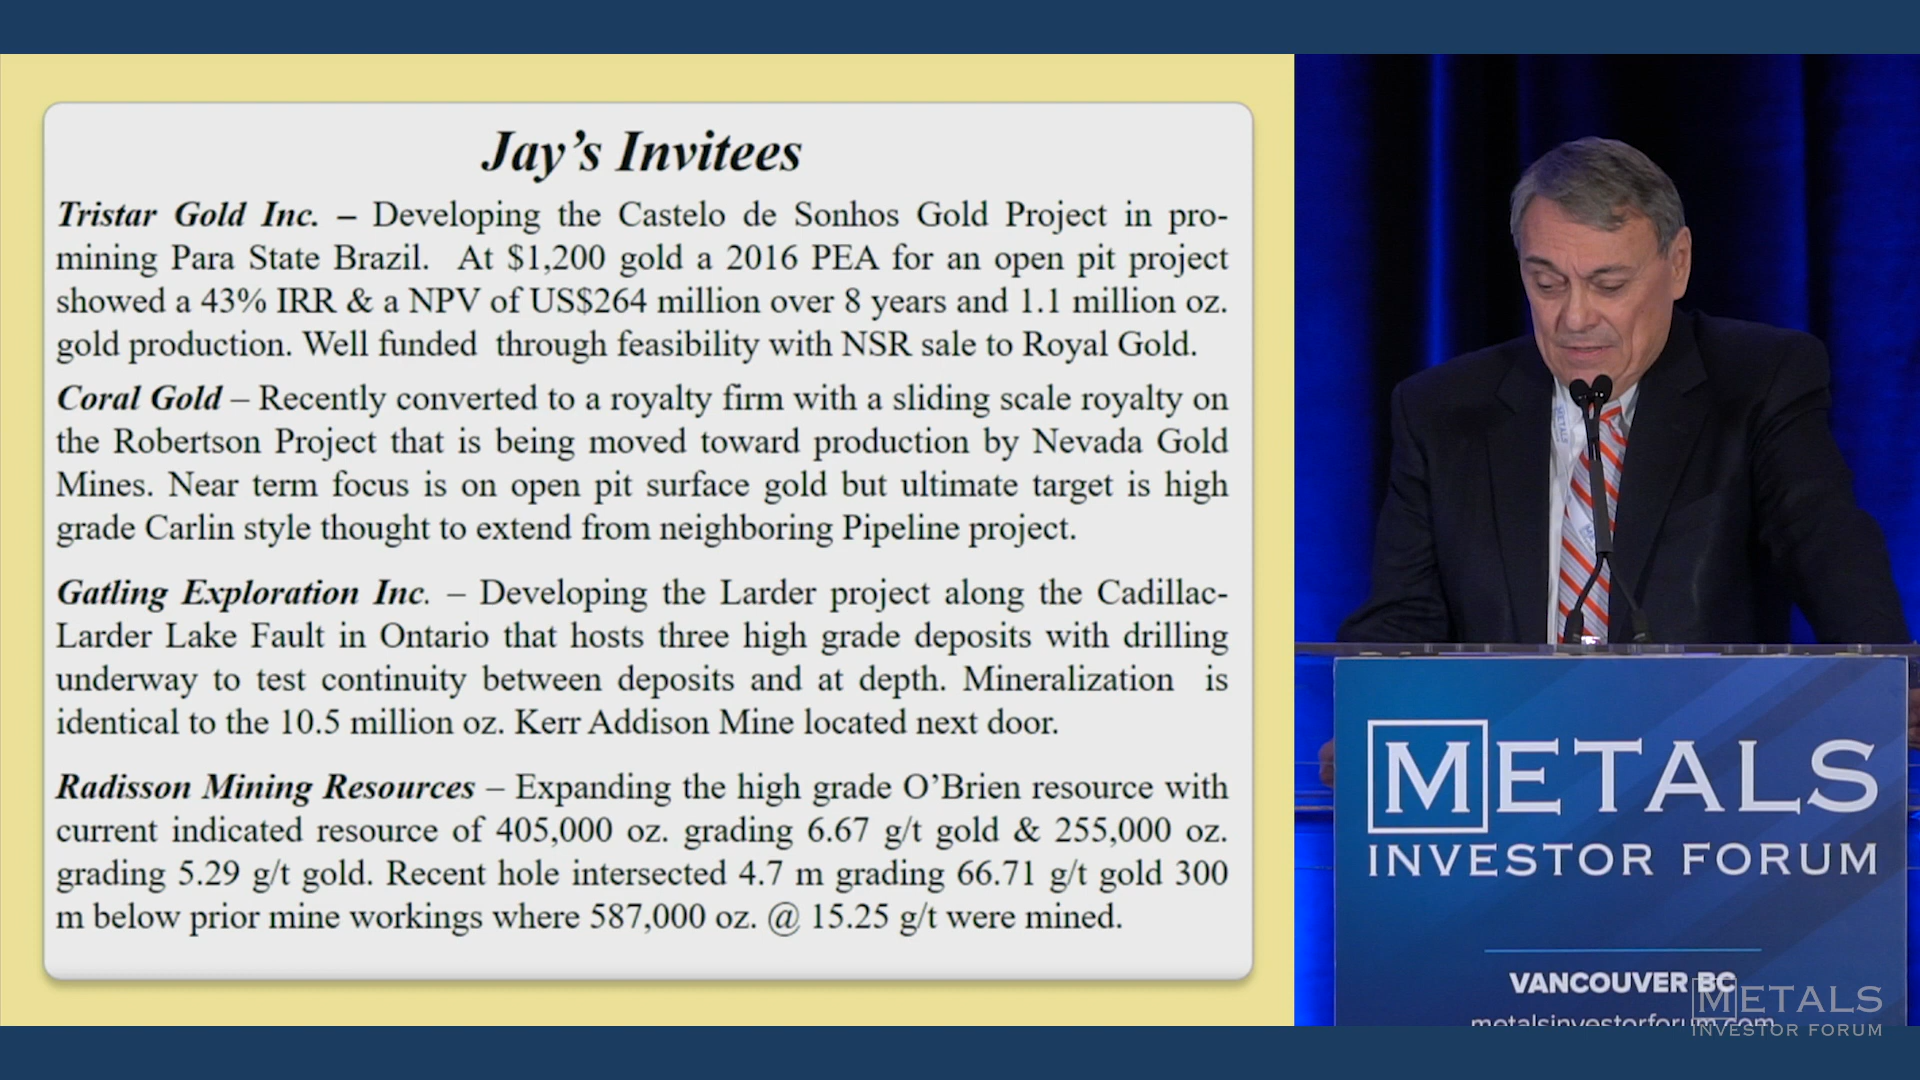 Jay's Invitees
Tristar Gold Inc. – Developing the Castelo de Sonhos Gold Project in pro-
mining Para State Brazil. At $1,200 gold a 2016 PEA for an open pit project
showed a 43% IRR & a NPV of US$264 million over 8 years and 1.1 million oz.
gold production. Well funded through feasibility with NSR sale to Royal Gold.
Coral Gold – Recently converted to a royalty firm with a sliding scale royalty on
the Robertson Project that is being moved toward production by Nevada Gold
Mines. Near term focus is on open pit surface gold but ultimate target is high
grade Carlin style thought to extend from neighboring Pipeline project.
Gatling Exploration Inc. – Developing the Larder project along the Cadillac-
Larder Lake Fault in Ontario that hosts three high grade deposits with drilling
underway to test continuity between deposits and at depth. Mineralization is
identical to the 10.5 million oz. Kerr Addison Mine located next door.
Radisson Mining Resources – Expanding the high grade O'Brien resource with
current indicated resource of 405,000 oz. grading 6.67 g/t gold & 255,000 oz.
grading 5.29 g/t gold. Recent hole intersected 4.7 m grading 66.71 g/t gold 300
m below prior mine workings where 587,000 oz. @ 15.25 g/t were mined.
METALS
INVESTOR FORUM
VANCOUVER BC
metalsinvestorforum.com
METALS
INVESTOR FORUM